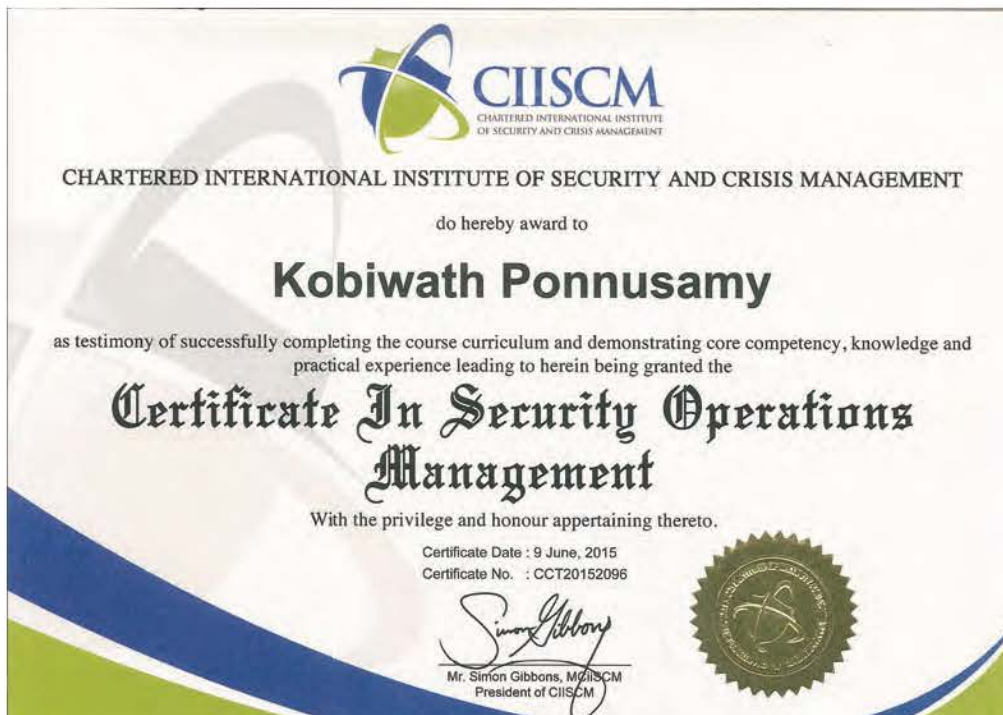 CIISCM
CHARTERED INTERNATIONAL INSTITUTE
OF SECURITY AND CRISIS MANAGEMENT
CHARTERED INTERNATIONAL INSTITUTE OF SECURITY AND CRISIS MANAGEMENT
do hereby award to
Kobiwath Ponnusamy
as testimony of successfully completing the course curriculum and demonstrating core competency, knowledge and
practical experience leading to herein being granted the
Certificate In Security Operations
Management
With the privilege and honour appertaining thereto.
Certificate Date : 9 June, 2015
Certificate No. : CCT20152096
Simon Gibbons
Mr. Simon Gibbons, MCIISCM
President of CIISCM